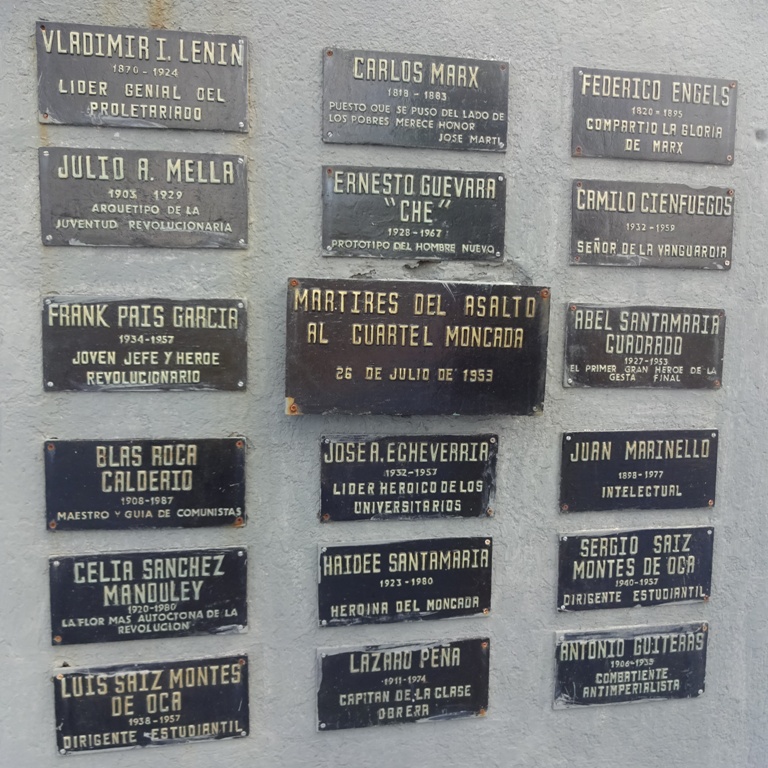 VLADIMIR I. LENIN
1870 - 1924
LIDER GENIAL DEL
PROLETARIADO
CARLOS MARX
1818 - 1883
PUESTO QUE SE PUSO DEL LADO DE
LOS POBRES MERECE HONOR
JOSE MARTI
FEDERICO ENGELS
1820 - 1895
COMPARTIO LA GLORIA
DE MARX
JULIO A. MELLA
1903 - 1929
ARQUETIPO DE LA
JUVENTUD REVOLUCIONARIA
ERNESTO GUEVARA
"CHE"
1928 - 1967
PROTOTIPO DEL HOMBRE NUEVO
CAMILO CIENFUEGOS
1932 - 1959
SEÑOR DE LA VANGUARDIA
FRANK PAIS GARCIA
1934-1957
JOVEN JEFE Y HEROE
REVOLUCIONARIO
MARTIRES DEL ASALTO
AL CUARTEL MONCADA
26 DE JULIO DE 1953
ABEL SANTAMARIA
CUADRADO
1927-1953
EL PRIMER GRAN HEROE DE LA
GESTA FINAL
BLAS ROCA
CALDERIO
1908-1987
MAESTRO Y GUIA DE COMUNISTAS
JOSE A. ECHEVERRIA
1932-1957
LIDER HEROICO DE LOS
UNIVERSITARIOS
JUAN MARINELLO
1898-1977
INTELECTUAL
CELIA SANCHEZ
MANDULEY
1920-1980
LA FLOR MAS AUTOCTONA DE LA
REVOLUCION
HAIDEE SANTAMARIA
1923-1980
HEROINA DEL MONCADA
SERGIO SAIZ
MONTES DE OCA
1940-1957
DIRIGENTE ESTUDIANTIL
LUIS SAIZ MONTES
DE OCA
1938-1957
DIRIGENTE ESTUDIANTIL
LAZARO PEÑA
1911-1974
CAPITAN DE LA CLASE
OBRERA
ANTONIO GUITERAS
1906-1935
COMBATIENTE
ANTIMPERIALISTA